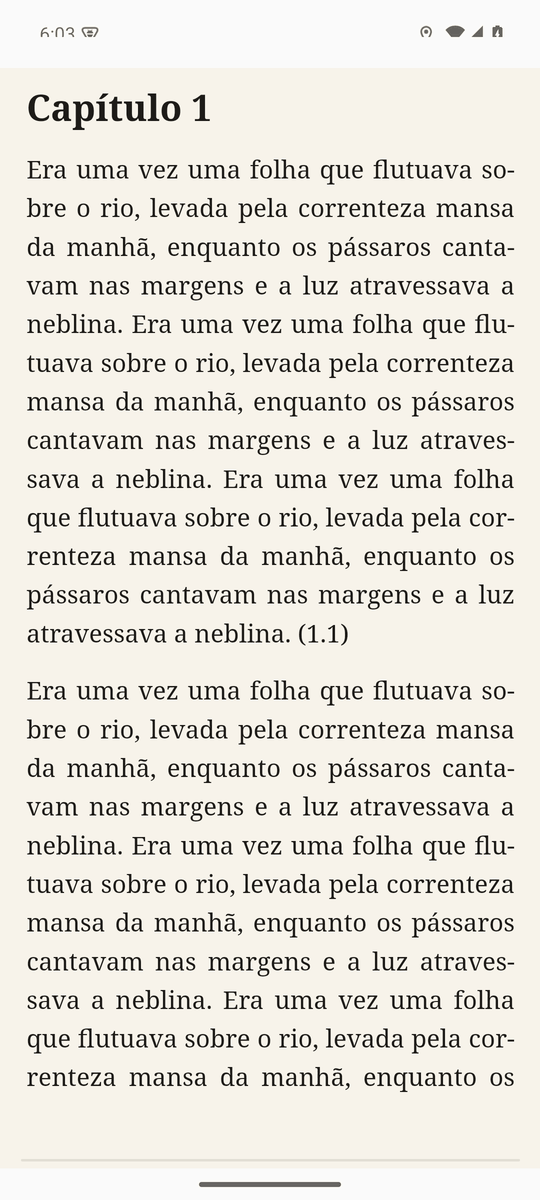 6:03
Capítulo 1
Era uma vez uma folha que flutuava so-
bre o rio, levada pela correnteza mansa
da manhã, enquanto os pássaros canta-
vam nas margens e a luz atravessava a
neblina. Era uma vez uma folha que flu-
tuava sobre o rio, levada pela correnteza
mansa da manhã, enquanto os pássaros
cantavam nas margens e a luz atraves-
sava a neblina. Era uma vez uma folha
que flutuava sobre o rio, levada pela cor-
renteza mansa da manhã, enquanto os
pássaros cantavam nas margens e a luz
atravessava a neblina. (1.1)
Era uma vez uma folha que flutuava so-
bre o rio, levada pela correnteza mansa
da manhã, enquanto os pássaros canta-
vam nas margens e a luz atravessava a
neblina. Era uma vez uma folha que flu-
tuava sobre o rio, levada pela correnteza
mansa da manhã, enquanto os pássaros
cantavam nas margens e a luz atraves-
sava a neblina. Era uma vez uma folha
que flutuava sobre o rio, levada pela cor-
renteza mansa da manhã, enquanto os